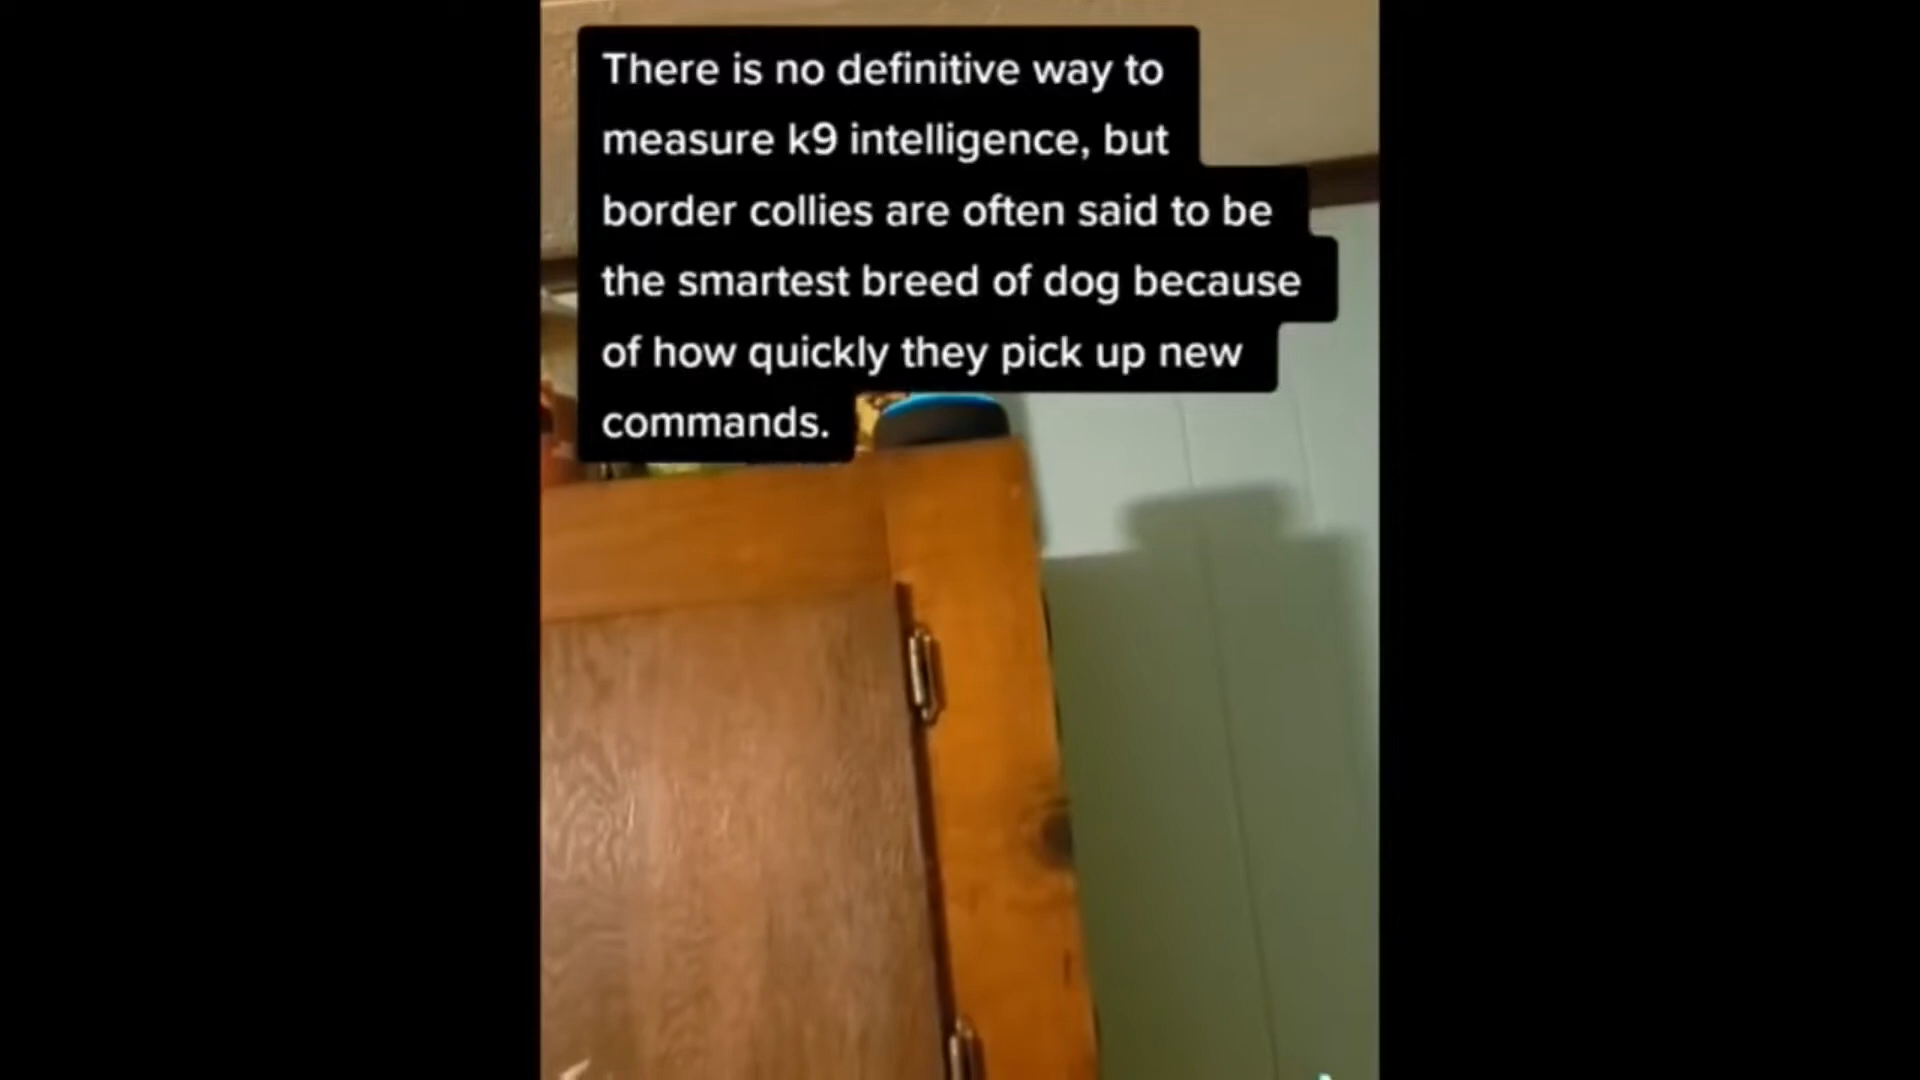 There is no definitive way to
measure k9 intelligence, but
border collies are often said to be
the smartest breed of dog because
of how quickly they pick up new
commands.